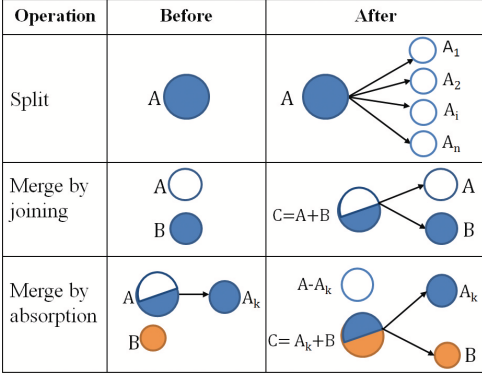 Operation Before After
Split
A
A
A1
A2
Ai
An
Merge by
joining
A
B
C=A+B
A
B
Merge by
absorption
A
Ak
B
A-Ak
C= Ak+B
Ak
B